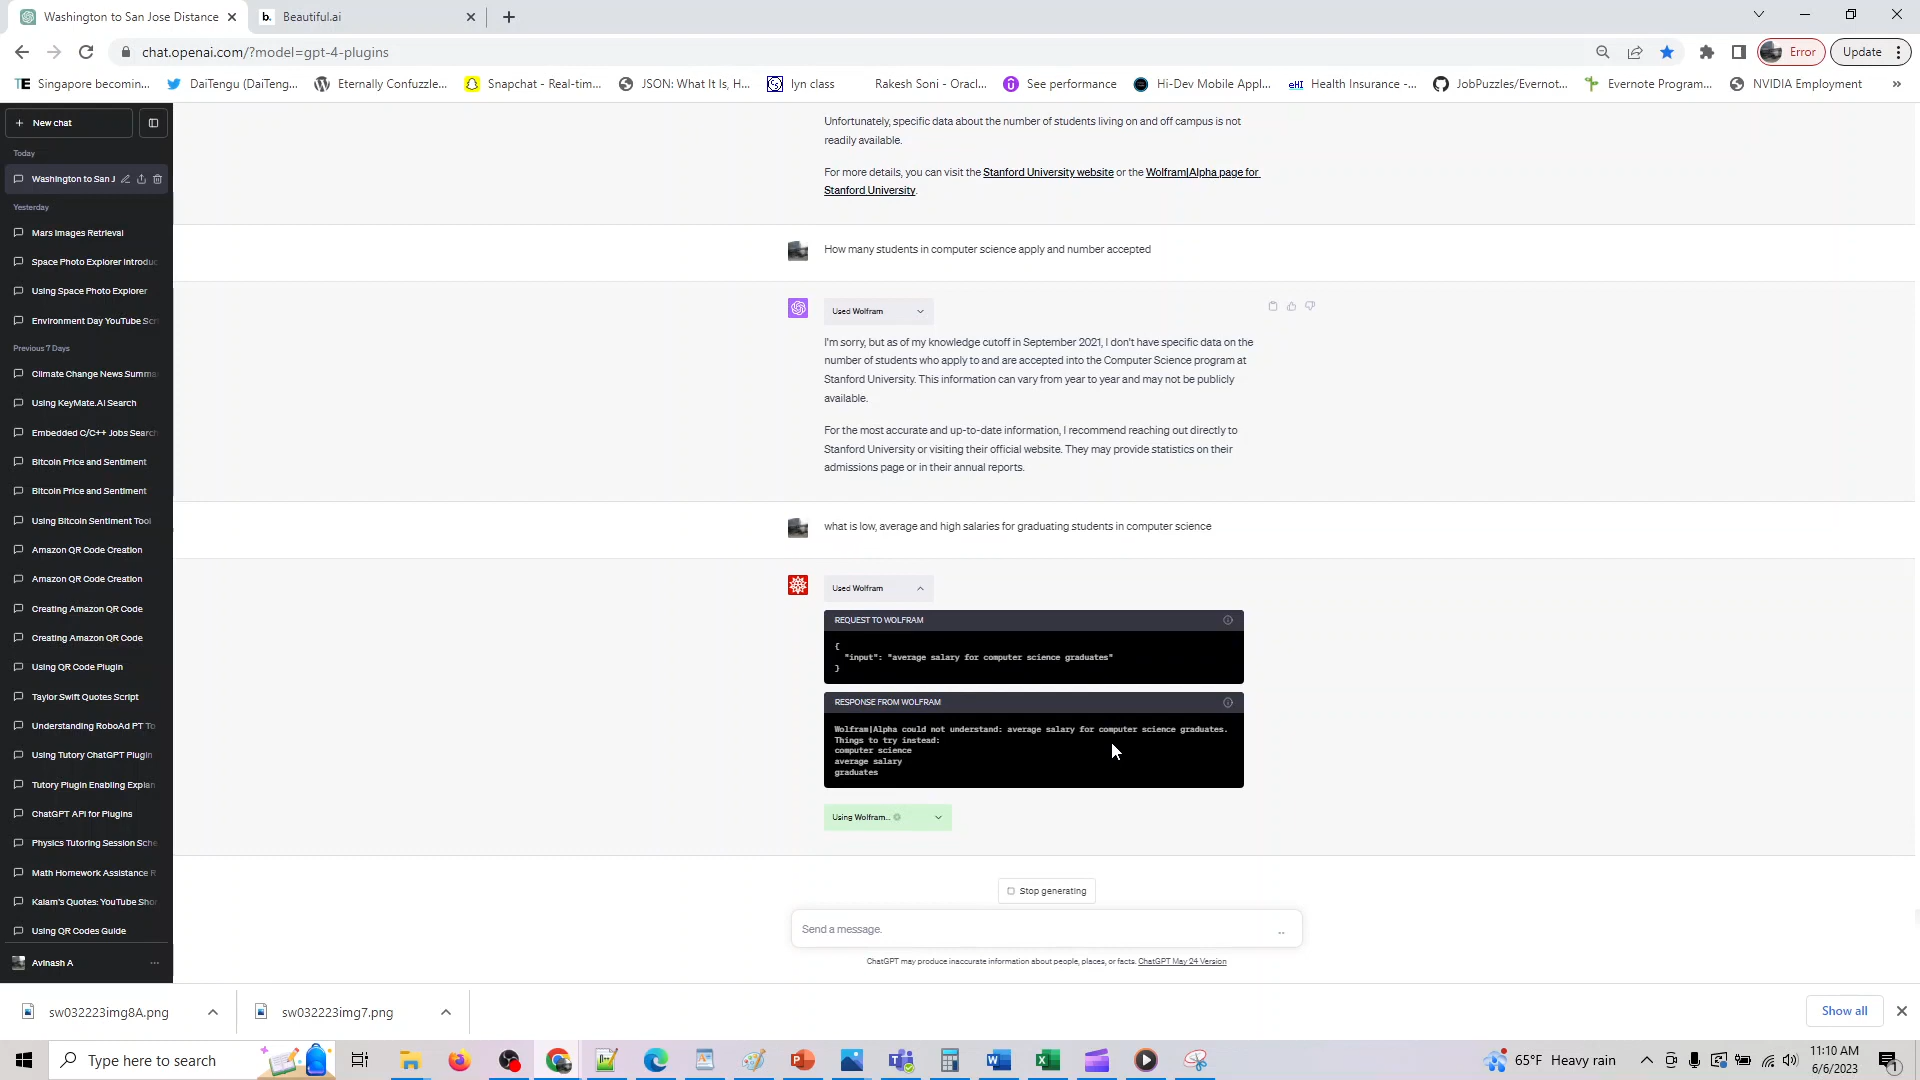 Washington to San Jose Distance
Beautiful.ai
chat.openai.com/?model=gpt-4-plugins
Error
Update
Singapore becomin...
DaiTengu (DaiTeng...
Eternally Confuzzle...
Snapchat - Real-tim...
JSON: What It Is, H...
lyn class
Rakesh Soni - Oracl...
See performance
Hi-Dev Mobile Appl...
Health Insurance -...
JobPuzzles/Evernot...
Evernote Program...
NVIDIA Employment
New chat
Today
Washington to San J
Yesterday
Mars Images Retrieval
Space Photo Explorer Introduc
Using Space Photo Explorer
Environment Day YouTube Scri
Previous 7 Days
Climate Change News Summa
Using KeyMate.AI Search
Embedded C/C++ Jobs Search
Bitcoin Price and Sentiment
Bitcoin Price and Sentiment
Using Bitcoin Sentiment Tool
Amazon QR Code Creation
Amazon QR Code Creation
Creating Amazon QR Code
Creating Amazon QR Code
Using QR Code Plugin
Taylor Swift Quotes Script
Understanding RoboAd PT To
Using Tutory ChatGPT Plugin
Tutory Plugin Enabling Explan
ChatGPT API for Plugins
Physics Tutoring Session Sche
Math Homework Assistance R
Kalam's Quotes: YouTube Shor
Using QR Codes Guide
Avinash A
Unfortunately, specific data about the number of students living on and off campus is not
readily available.
For more details, you can visit the Stanford University website or the Wolfram|Alpha page for
Stanford University.
How many students in computer science apply and number accepted
Used Wolfram
I'm sorry, but as of my knowledge cutoff in September 2021, I don't have specific data on the
number of students who apply to and are accepted into the Computer Science program at
Stanford University. This information can vary from year to year and may not be publicly
available.
For the most accurate and up-to-date information, I recommend reaching out directly to
Stanford University or visiting their official website. They may provide statistics on their
admissions page or in their annual reports.
what is low, average and high salaries for graduating students in computer science
Used Wolfram
REQUEST TO WOLFRAM
{
"input": "average salary for computer science graduates"
}
RESPONSE FROM WOLFRAM
Wolfram|Alpha could not understand: average salary for computer science graduates.
Things to try instead:
computer science
average salary
graduates
Using Wolfram...
Stop generating
Send a message.
ChatGPT may produce inaccurate information about people, places, or facts. ChatGPT May 24 Version
sw032223img8A.png
sw032223img7.png
Show all
Type here to search
65°F Heavy rain
11:10 AM
6/6/2023